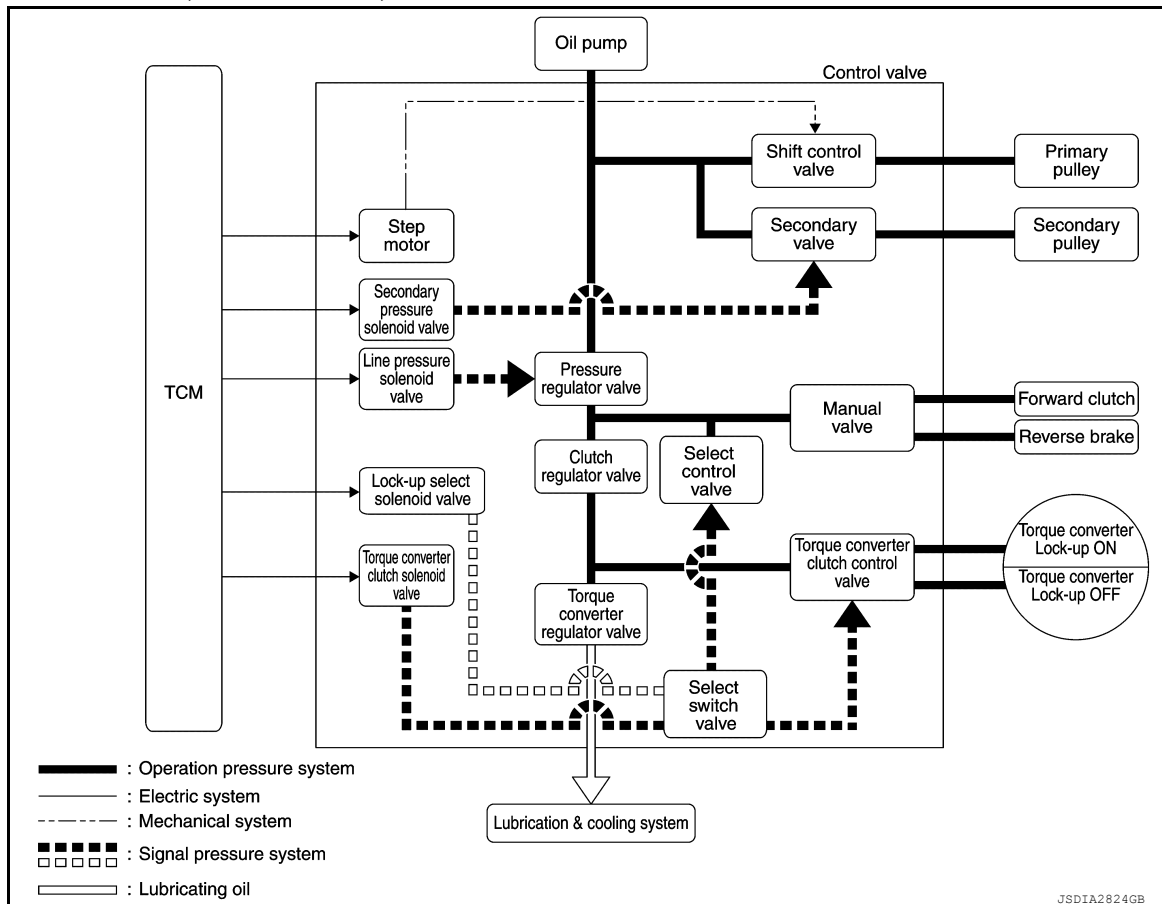 Oil pump
Control valve
Shift control
valve
Primary
pulley
Step
motor
Secondary
valve
Secondary
pulley
Secondary
pressure
solenoid valve
Line pressure
solenoid
valve
Pressure
regulator valve
TCM
Manual
valve
Forward clutch
Reverse brake
Clutch
regulator valve
Select
control
valve
Lock-up select
solenoid valve
Torque converter
clutch solenoid
valve
Torque converter
clutch control
valve
Torque converter
Lock-up ON
Torque converter
Lock-up OFF
Torque
converter
regulator valve
Select
switch
valve
: Operation pressure system
: Electric system
: Mechanical system
: Signal pressure system
: Lubricating oil
Lubrication & cooling system
JSDIA2824GB